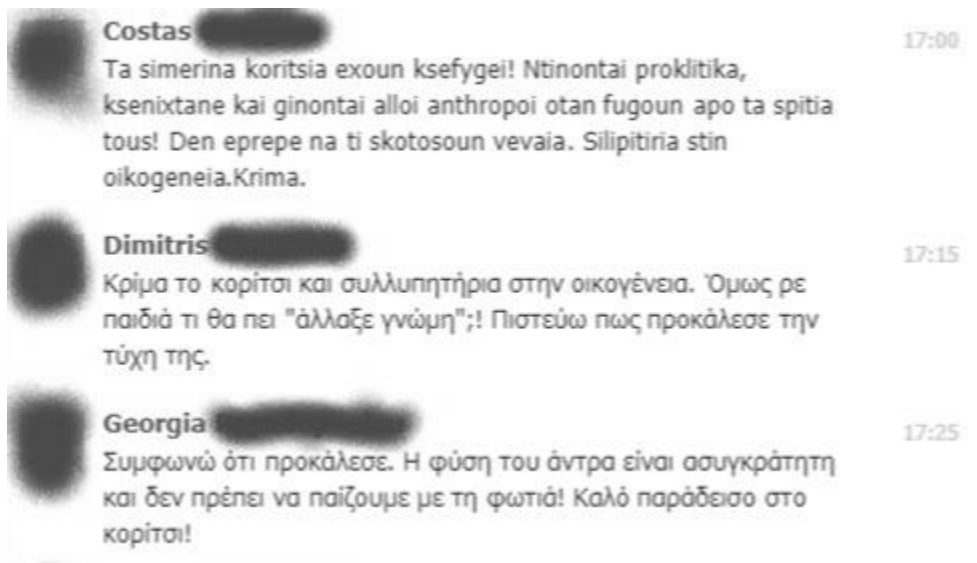 Costas
17:00
Ta simerina koritsia exoun ksefygei! Ntinontai proklitika,
ksenixtane kai ginontai alloi anthropoi otan fugoun apo ta spitia
tous! Den eprepe na ti skotosoun vevaia. Silipitiria stin
oikogeneia.Krima.
Dimitris
17:15
Κρίμα το κορίτσι και συλλυπητήρια στην οικογένεια. Όμως ρε
παιδιά τι θα πει "άλλαξε γνώμη";! Πιστεύω πως προκάλεσε την
τύχη της.
Georgia
17:25
Συμφωνώ ότι προκάλεσε. Η φύση του άντρα είναι ασυγκράτητη
και δεν πρέπει να παίζουμε με τη φωτιά! Καλό παράδεισο στο
κορίτσι!